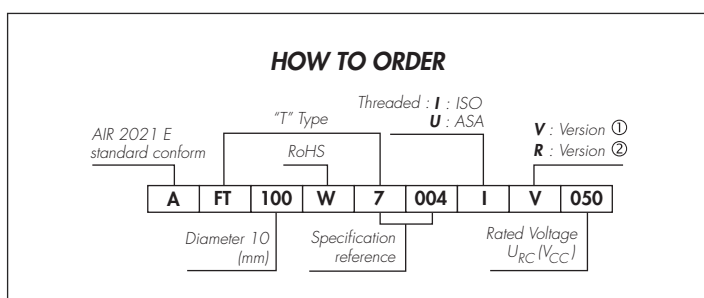 HOW TO ORDER
Threaded : I : ISO
U : ASA
"T" Type
AIR 2021 E
standard conform
RoHS
V : Version ①
R : Version ②
A FT 100 W 7 004 I V 050
Diameter 10
(mm)
Specification
reference
Rated Voltage
URC (VCC)